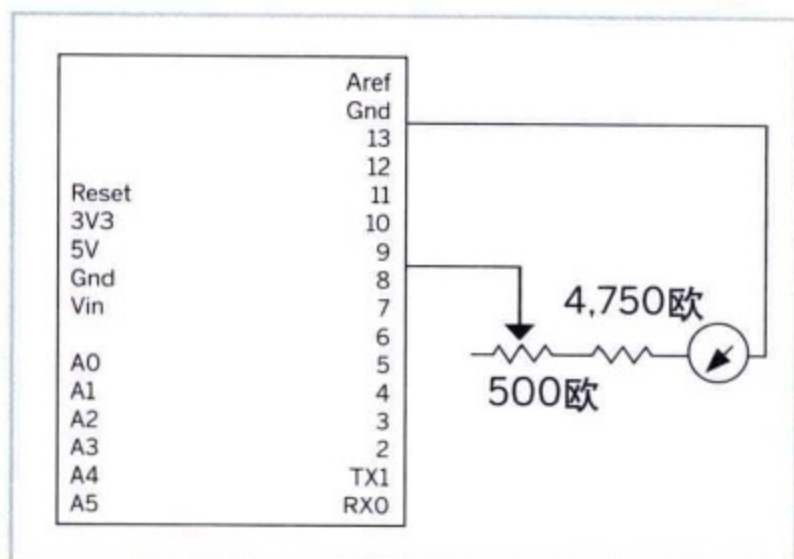 Aref
Gnd
13
12
Reset 11
3V3 10
5V 9
Gnd 8
Vin 7
6
A0 5
A1 4
A2 3
A3 2
A4 TX1
A5 RX0
4,750欧
500欧